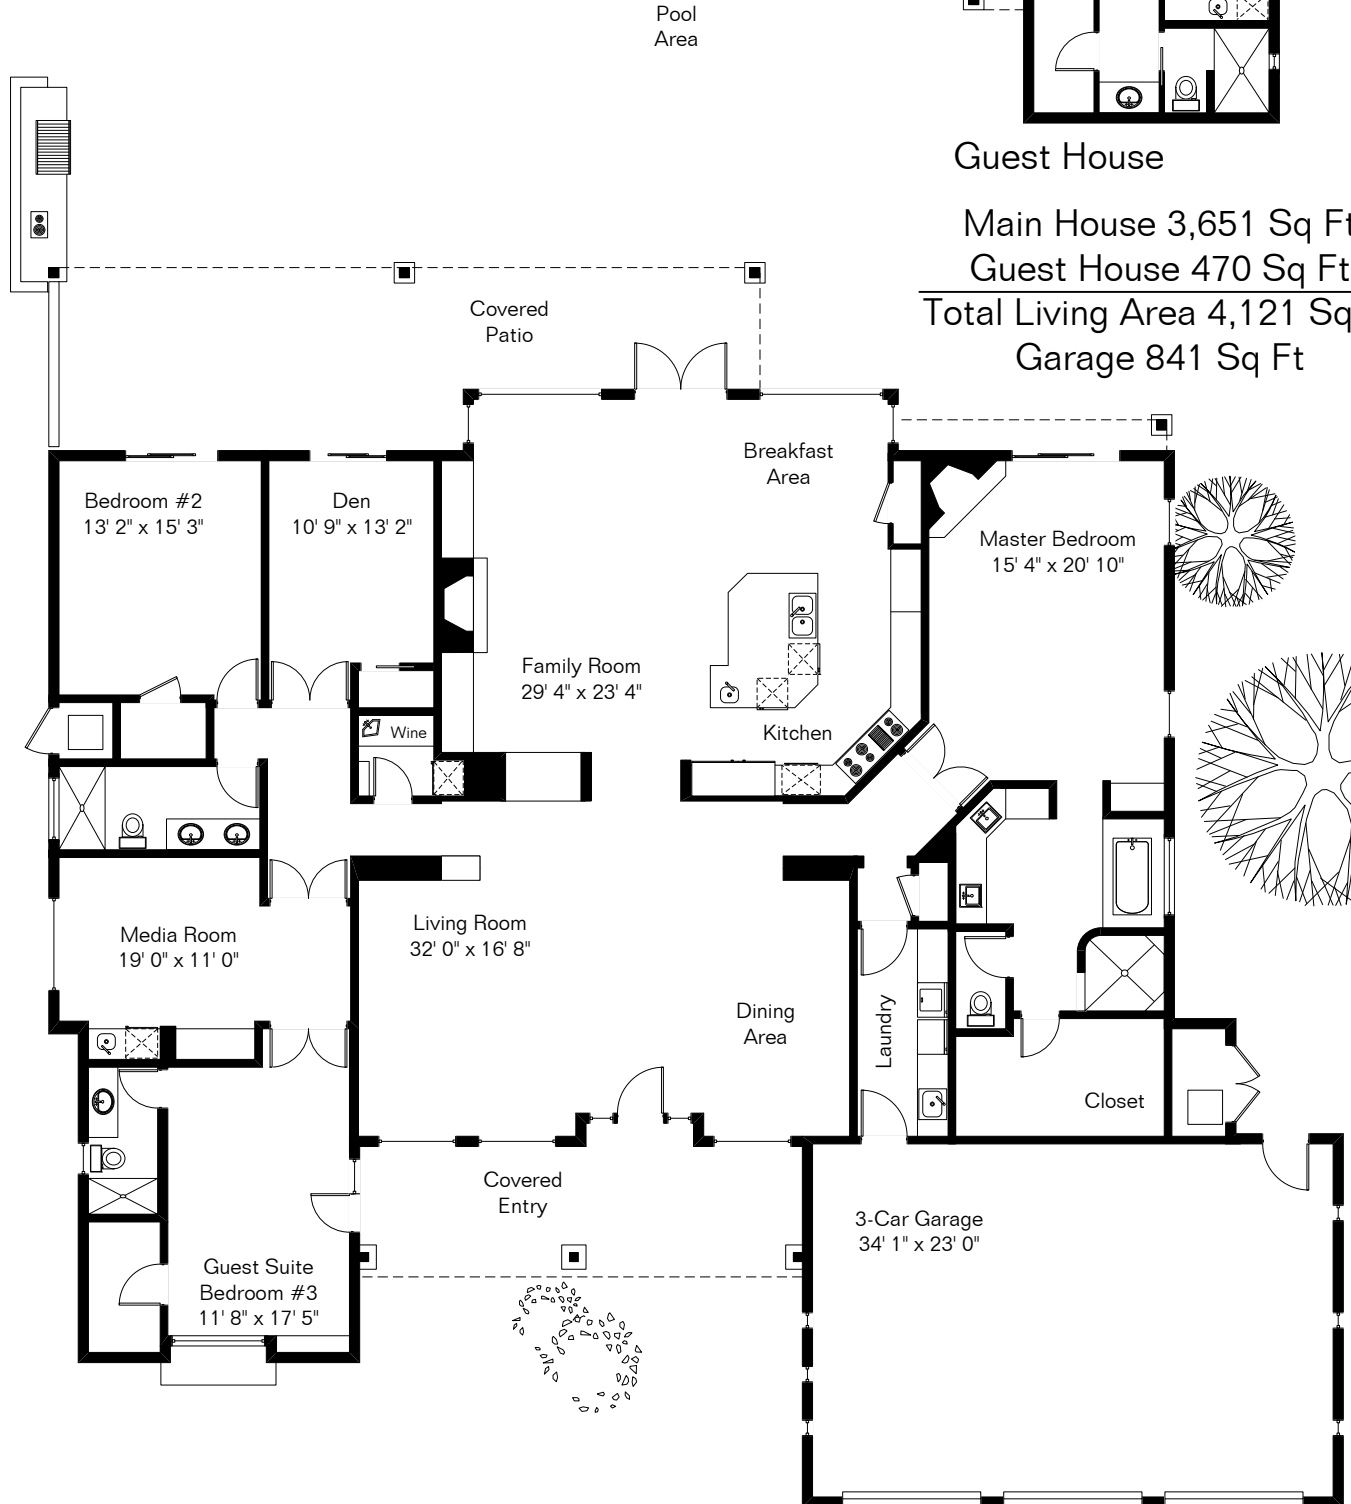 Pool
Area
Guest House
Main House 3,651 Sq Ft
Guest House 470 Sq Ft
Total Living Area 4,121 Sq
Garage 841 Sq Ft
Covered
Patio
Breakfast
Area
Bedroom #2
13' 2" x 15' 3"
Den
10' 9" x 13' 2"
Master Bedroom
15' 4" x 20' 10"
Family Room
29' 4" x 23' 4"
Wine
Kitchen
Living Room
32' 0" x 16' 8"
Media Room
19' 0" x 11' 0"
Dining
Area
Laundry
Closet
Covered
Entry
3-Car Garage
34' 1" x 23' 0"
Guest Suite
Bedroom #3
11' 8" x 17' 5"